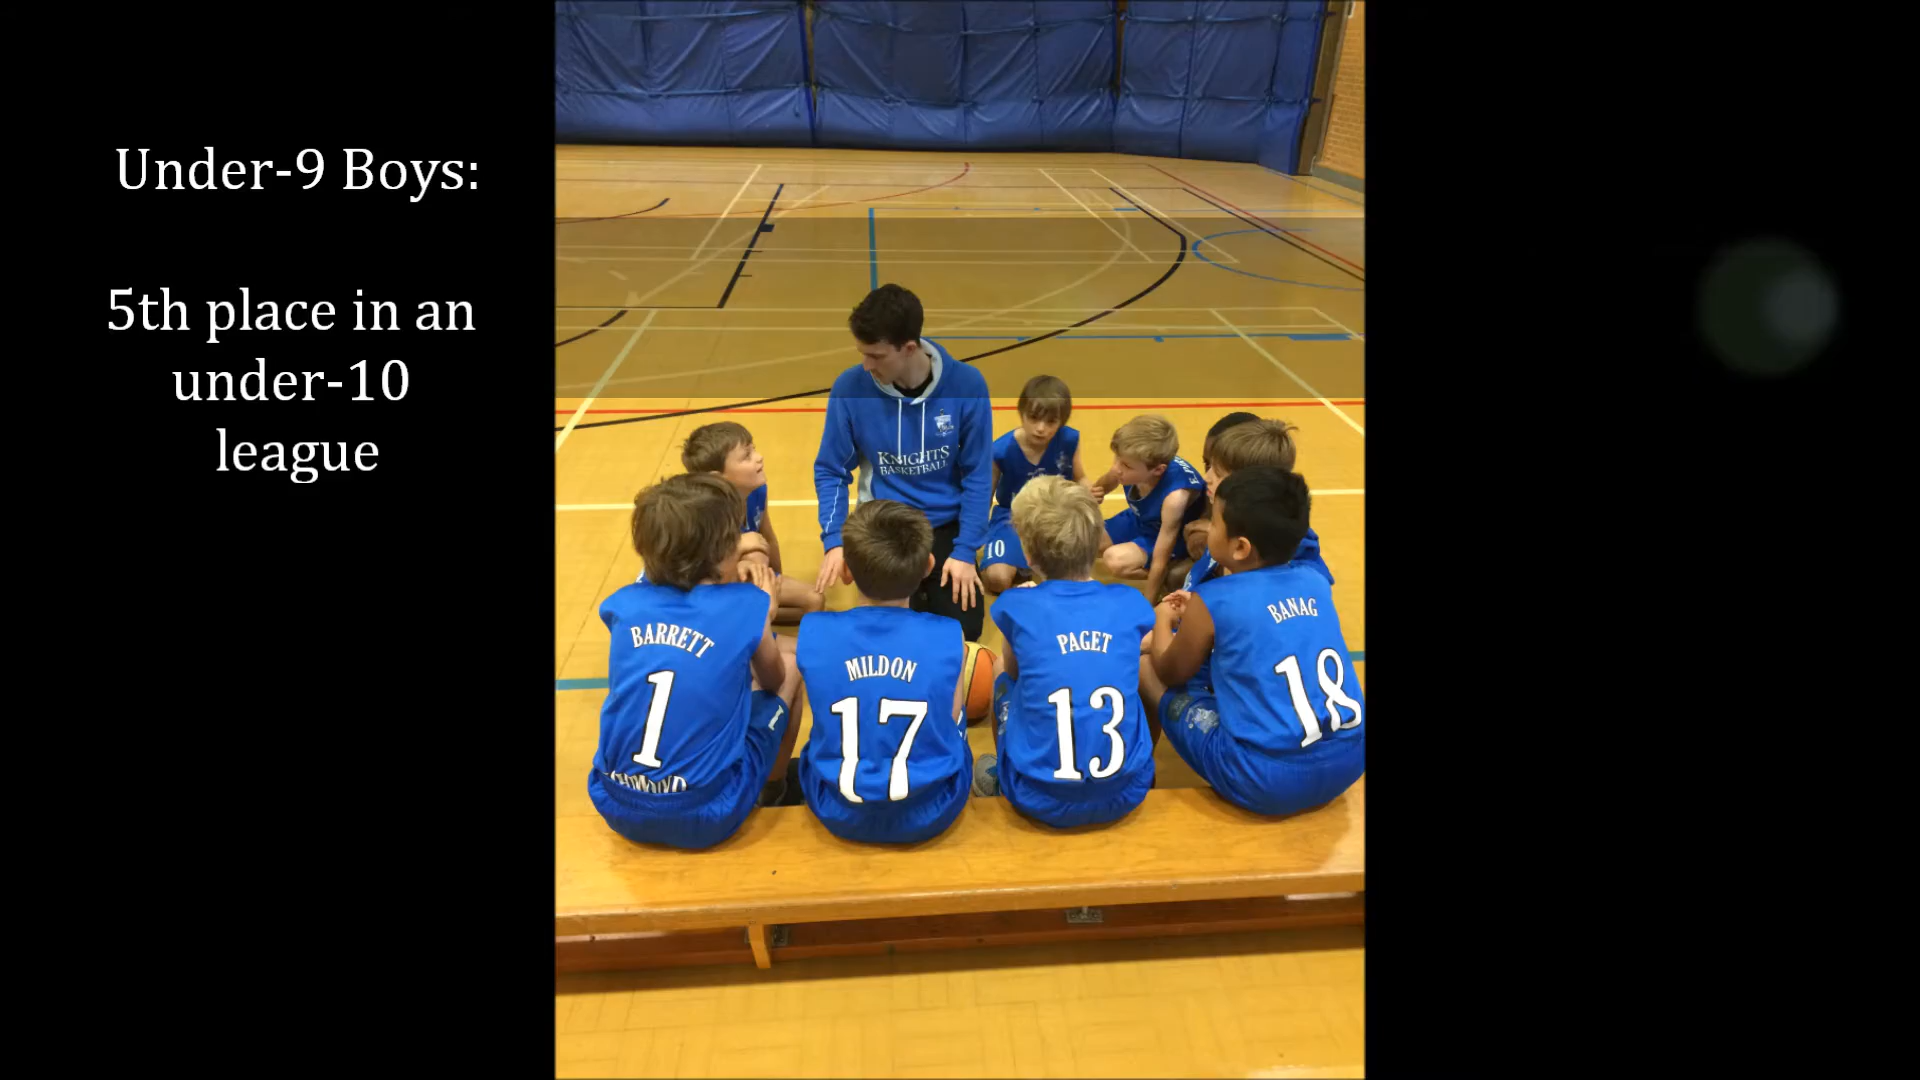 Under-9 Boys:
5th place in an
under-10
league
KNIGHTS
BASKETBALL
10
BARRETT
1
1
MILDON
17
PAGET
13
BANAG
18